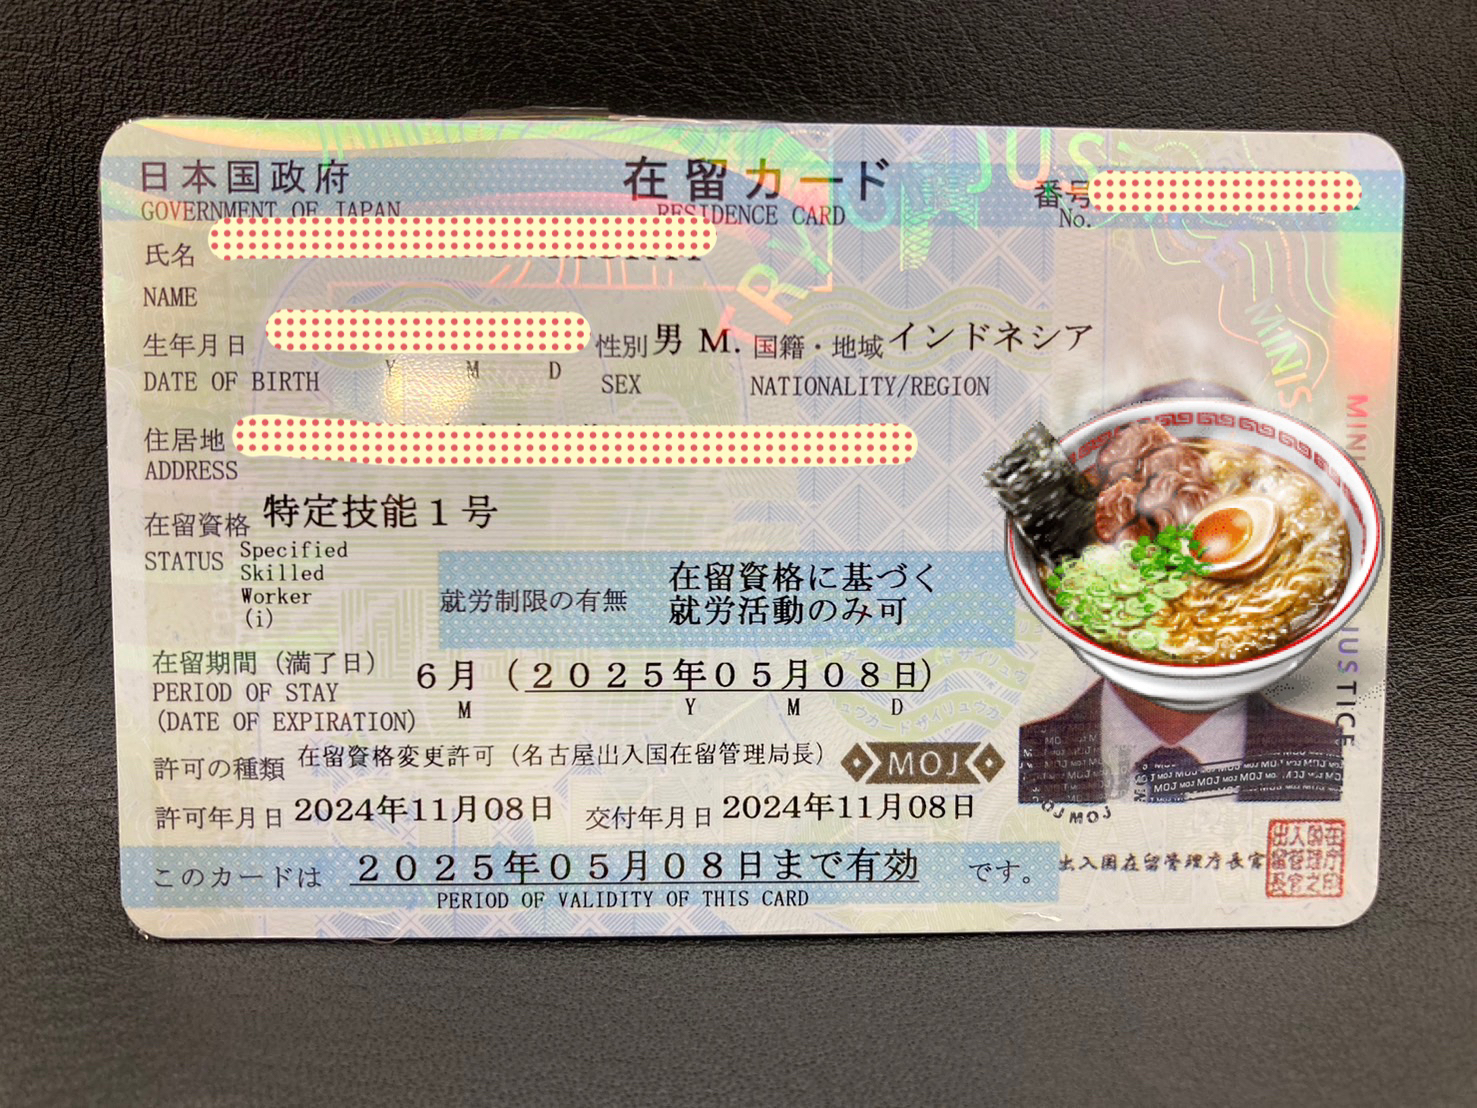 日本国政府
GOVERNMENT OF JAPAN
在留カード
RESIDENCE CARD
番号
No.
氏名
NAME
生年月日
DATE OF BIRTH
Y M D
性別 男 M.
SEX
国籍・地域 インドネシア
NATIONALITY/REGION
住居地
ADDRESS
在留資格 特定技能1号
STATUS
Specified
Skilled
Worker
(i)
就労制限の有無
在留資格に基づく
就労活動のみ可
在留期間(満了日)
PERIOD OF STAY
(DATE OF EXPIRATION)
6月(2025年05月08日)
M Y M D
許可の種類 在留資格変更許可(名古屋出入国在留管理局長)
MOJ
許可年月日 2024年11月08日 交付年月日 2024年11月08日
このカードは 2025年05月08日まで有効 です。
PERIOD OF VALIDITY OF THIS CARD
出入国在留管理庁長官